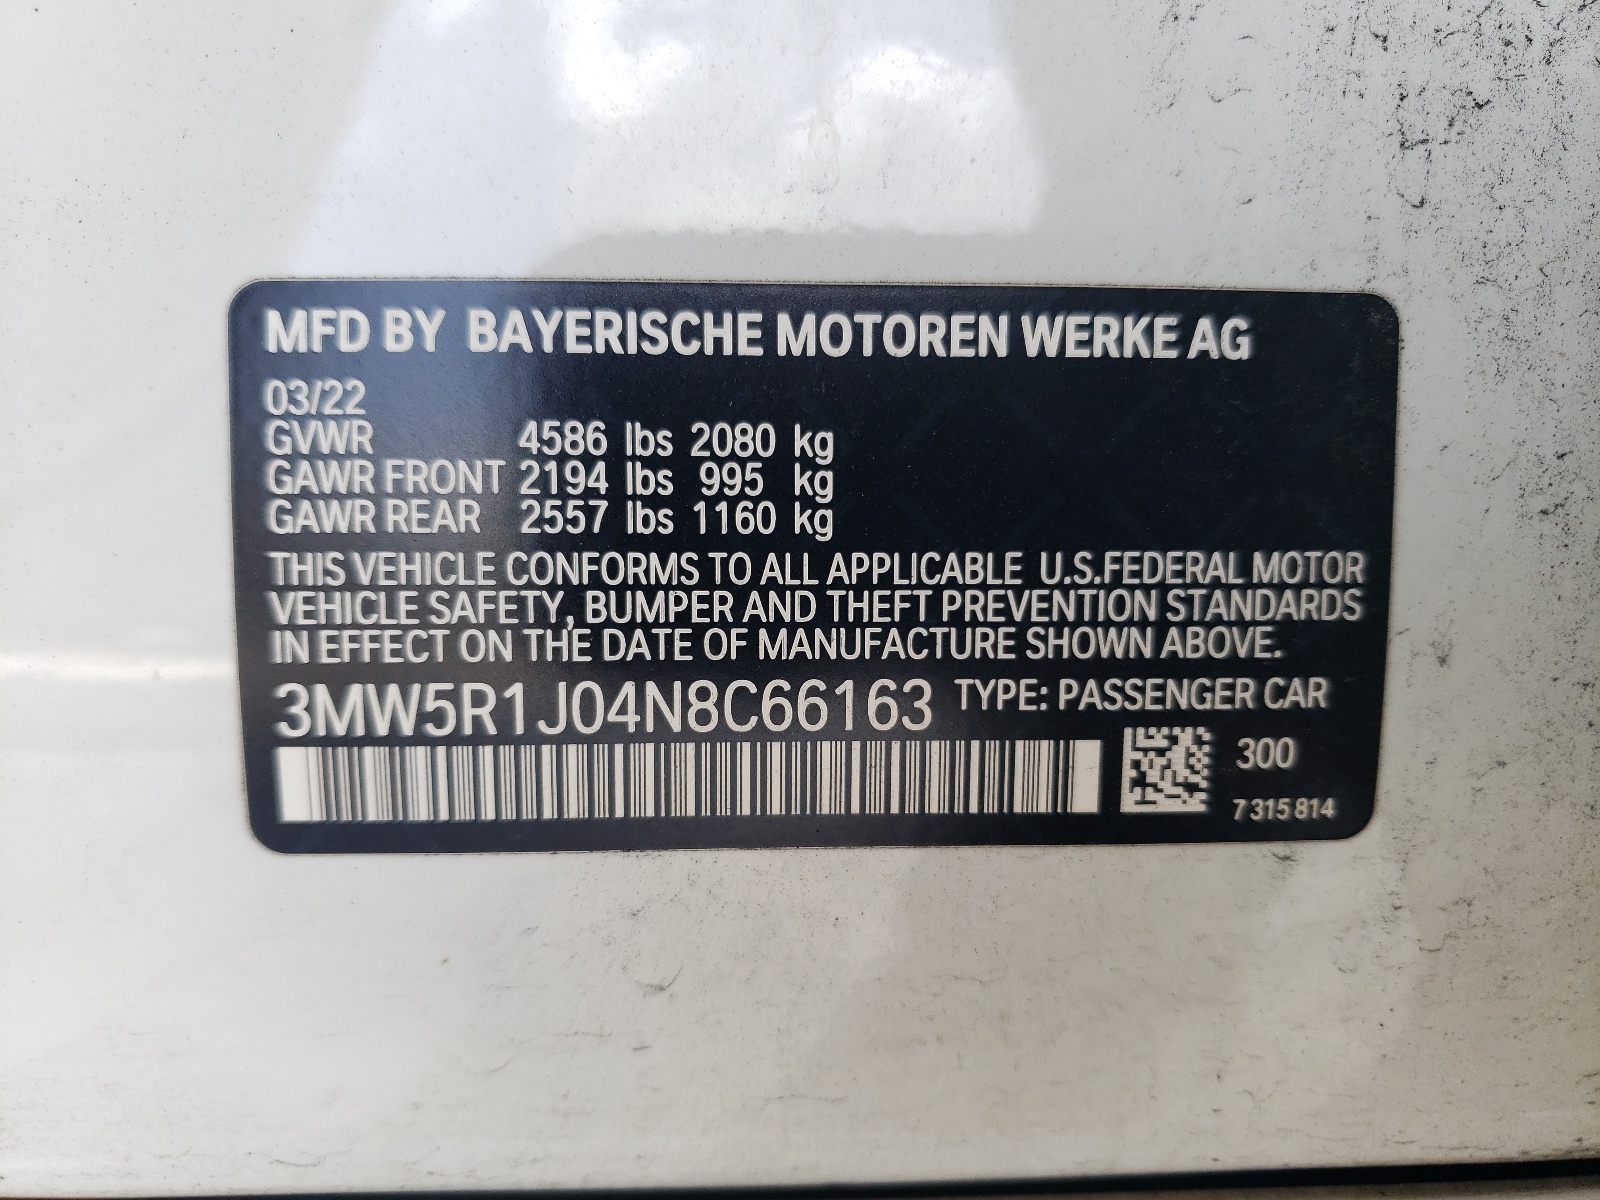 MFD BY BAYERISCHE MOTOREN WERKE AG
03/22
GVWR 4586 lbs 2080 kg
GAWR FRONT 2194 lbs 995 kg
GAWR REAR 2557 lbs 1160 kg
THIS VEHICLE CONFORMS TO ALL APPLICABLE U.S.FEDERAL MOTOR
VEHICLE SAFETY, BUMPER AND THEFT PREVENTION STANDARDS
IN EFFECT ON THE DATE OF MANUFACTURE SHOWN ABOVE.
3MW5R1J04N8C66163 TYPE: PASSENGER CAR
300
7 315 814